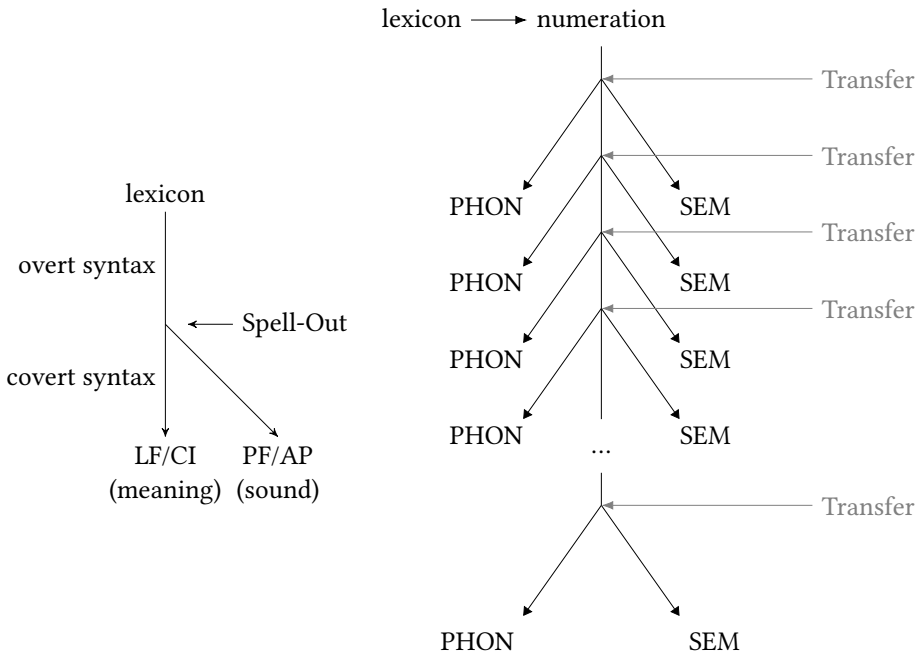 lexicon
overt syntax
Spell-Out
covert syntax
LF/CI PF/AP
(meaning) (sound)
lexicon numeration
Transfer
Transfer
PHON SEM
Transfer
PHON SEM
Transfer
PHON SEM
PHON SEM
...
Transfer
PHON SEM